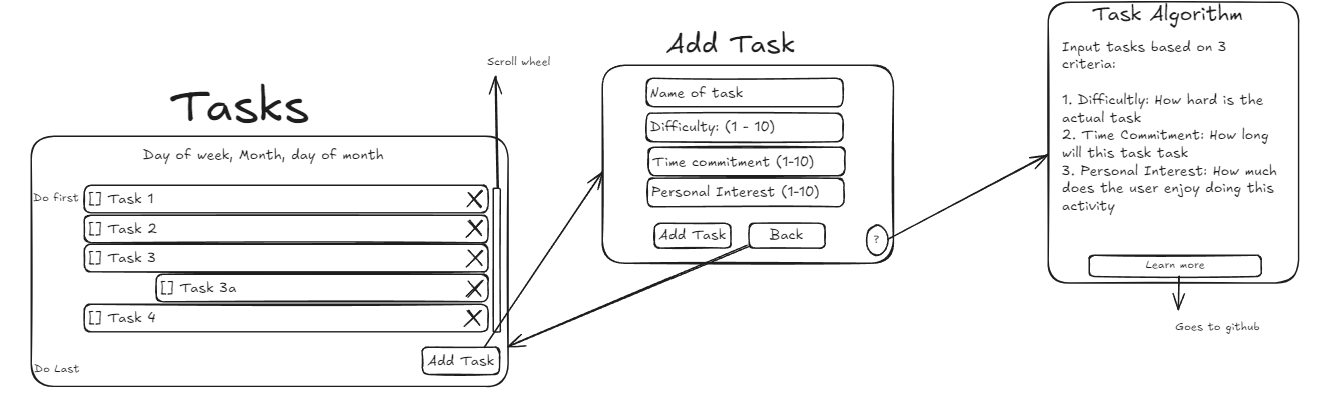 Tasks
Scroll wheel
Day of week, Month, day of month
Do first
[] Task 1 X
[] Task 2 X
[] Task 3 X
[] Task 3a X
[] Task 4 X
Add Task
Do Last
Add Task
Name of task
Difficulty: (1 - 10)
Time commitment (1-10)
Personal Interest (1-10)
Add Task
Back
?
Task Algorithm
Input tasks based on 3
criteria:
1. Difficultly: How hard is the
actual task
2. Time Commitment: How long
will this task task
3. Personal Interest: How much
does the user enjoy doing this
activity
Learn more
Goes to github